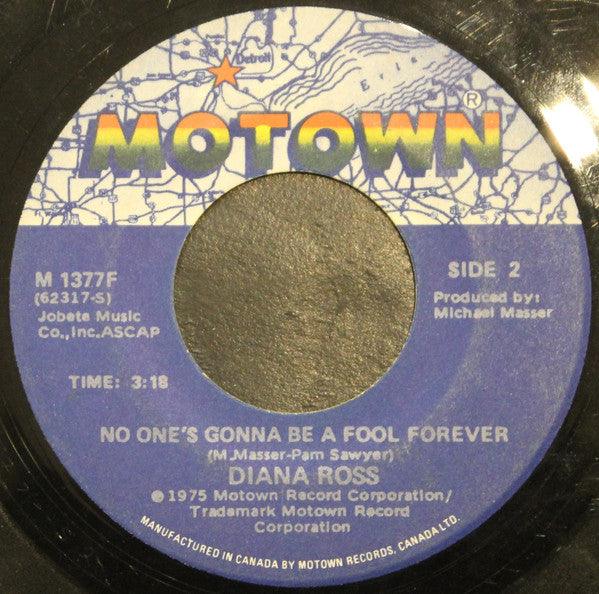 Detroit
Erie
MOTOWN®
M 1377F
(62317-S)
Jobete Music
Co.,Inc.ASCAP
SIDE 2
Produced by:
Michael Masser
TIME: 3:18
NO ONE'S GONNA BE A FOOL FOREVER
(M.Masser-Pam Sawyer)
DIANA ROSS
℗ 1975 Motown Record Corporation/
Trademark Motown Record
Corporation
MANUFACTURED IN CANADA BY MOTOWN RECORDS, CANADA LTD.